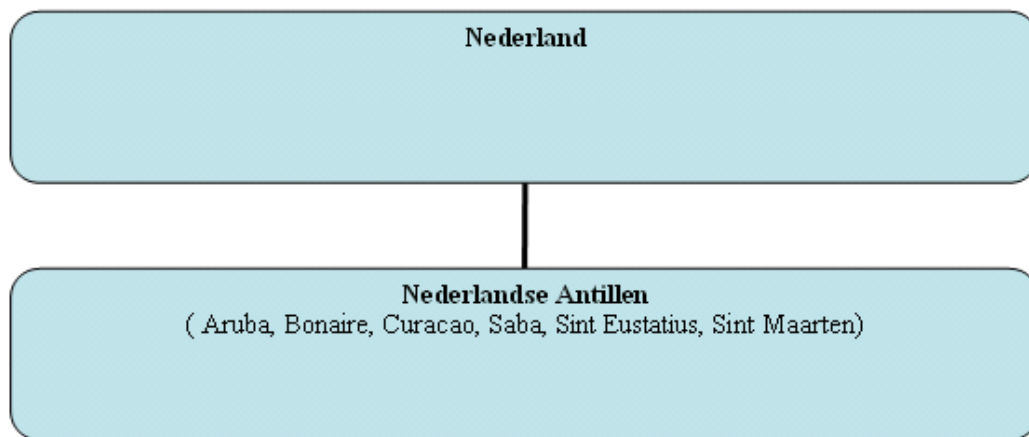 Nederland
Nederlandse Antillen
( Aruba, Bonaire, Curacao, Saba, Sint Eustatius, Sint Maarten)